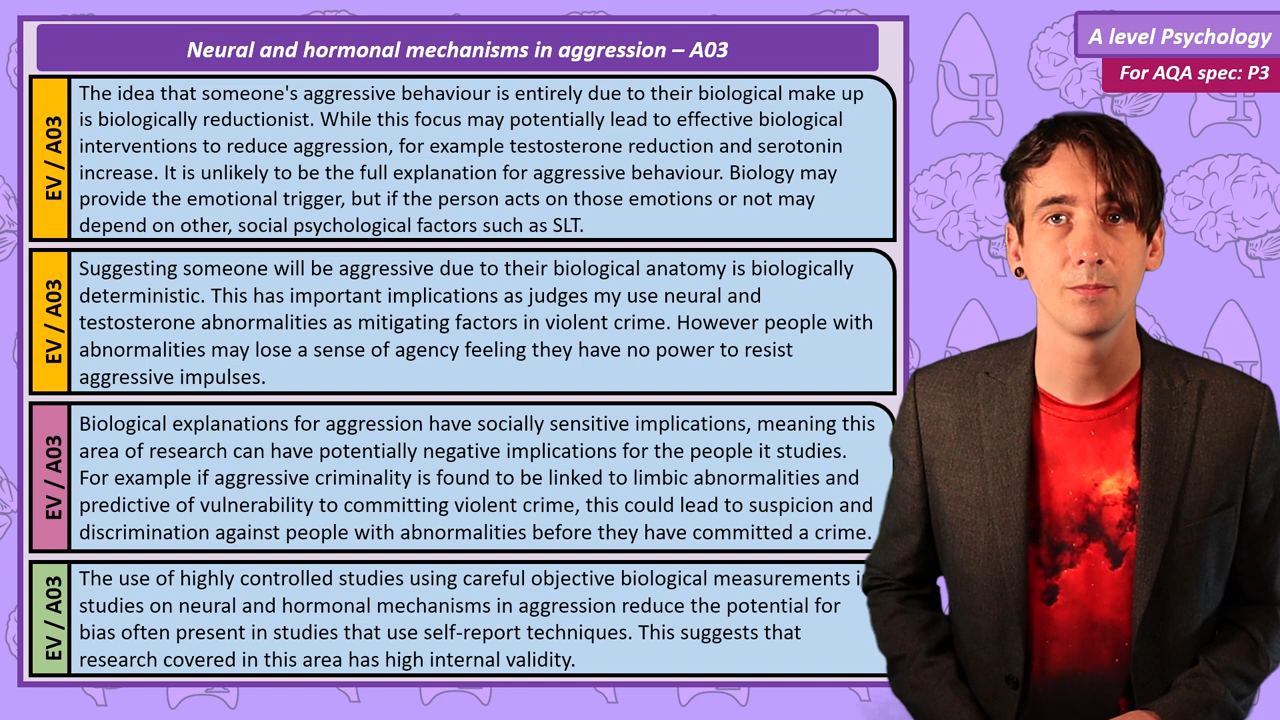 Neural and hormonal mechanisms in aggression – A03
A level Psychology
For AQA spec: P3
EV / A03
The idea that someone's aggressive behaviour is entirely due to their biological make up
is biologically reductionist. While this focus may potentially lead to effective biological
interventions to reduce aggression, for example testosterone reduction and serotonin
increase. It is unlikely to be the full explanation for aggressive behaviour. Biology may
provide the emotional trigger, but if the person acts on those emotions or not may
depend on other, social psychological factors such as SLT.
EV / A03
Suggesting someone will be aggressive due to their biological anatomy is biologically
deterministic. This has important implications as judges my use neural and
testosterone abnormalities as mitigating factors in violent crime. However people with
abnormalities may lose a sense of agency feeling they have no power to resist
aggressive impulses.
EV / A03
Biological explanations for aggression have socially sensitive implications, meaning this
area of research can have potentially negative implications for the people it studies.
For example if aggressive criminality is found to be linked to limbic abnormalities and
predictive of vulnerability to committing violent crime, this could lead to suspicion and
discrimination against people with abnormalities before they have committed a crime.
EV / A03
The use of highly controlled studies using careful objective biological measurements in
studies on neural and hormonal mechanisms in aggression reduce the potential for
bias often present in studies that use self-report techniques. This suggests that
research covered in this area has high internal validity.